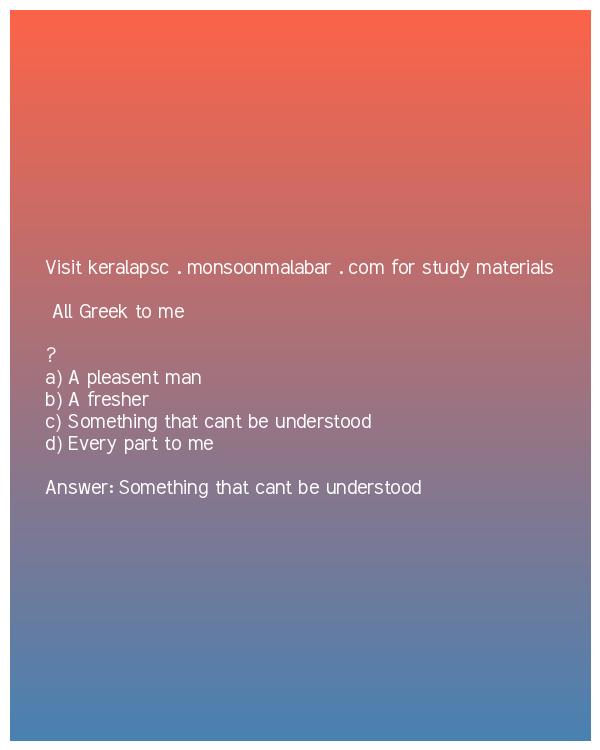 Visit keralapsc . monsoonmalabar . com for study materials
All Greek to me
?
a) A pleasent man
b) A fresher
c) Something that cant be understood
d) Every part to me
Answer: Something that cant be understood